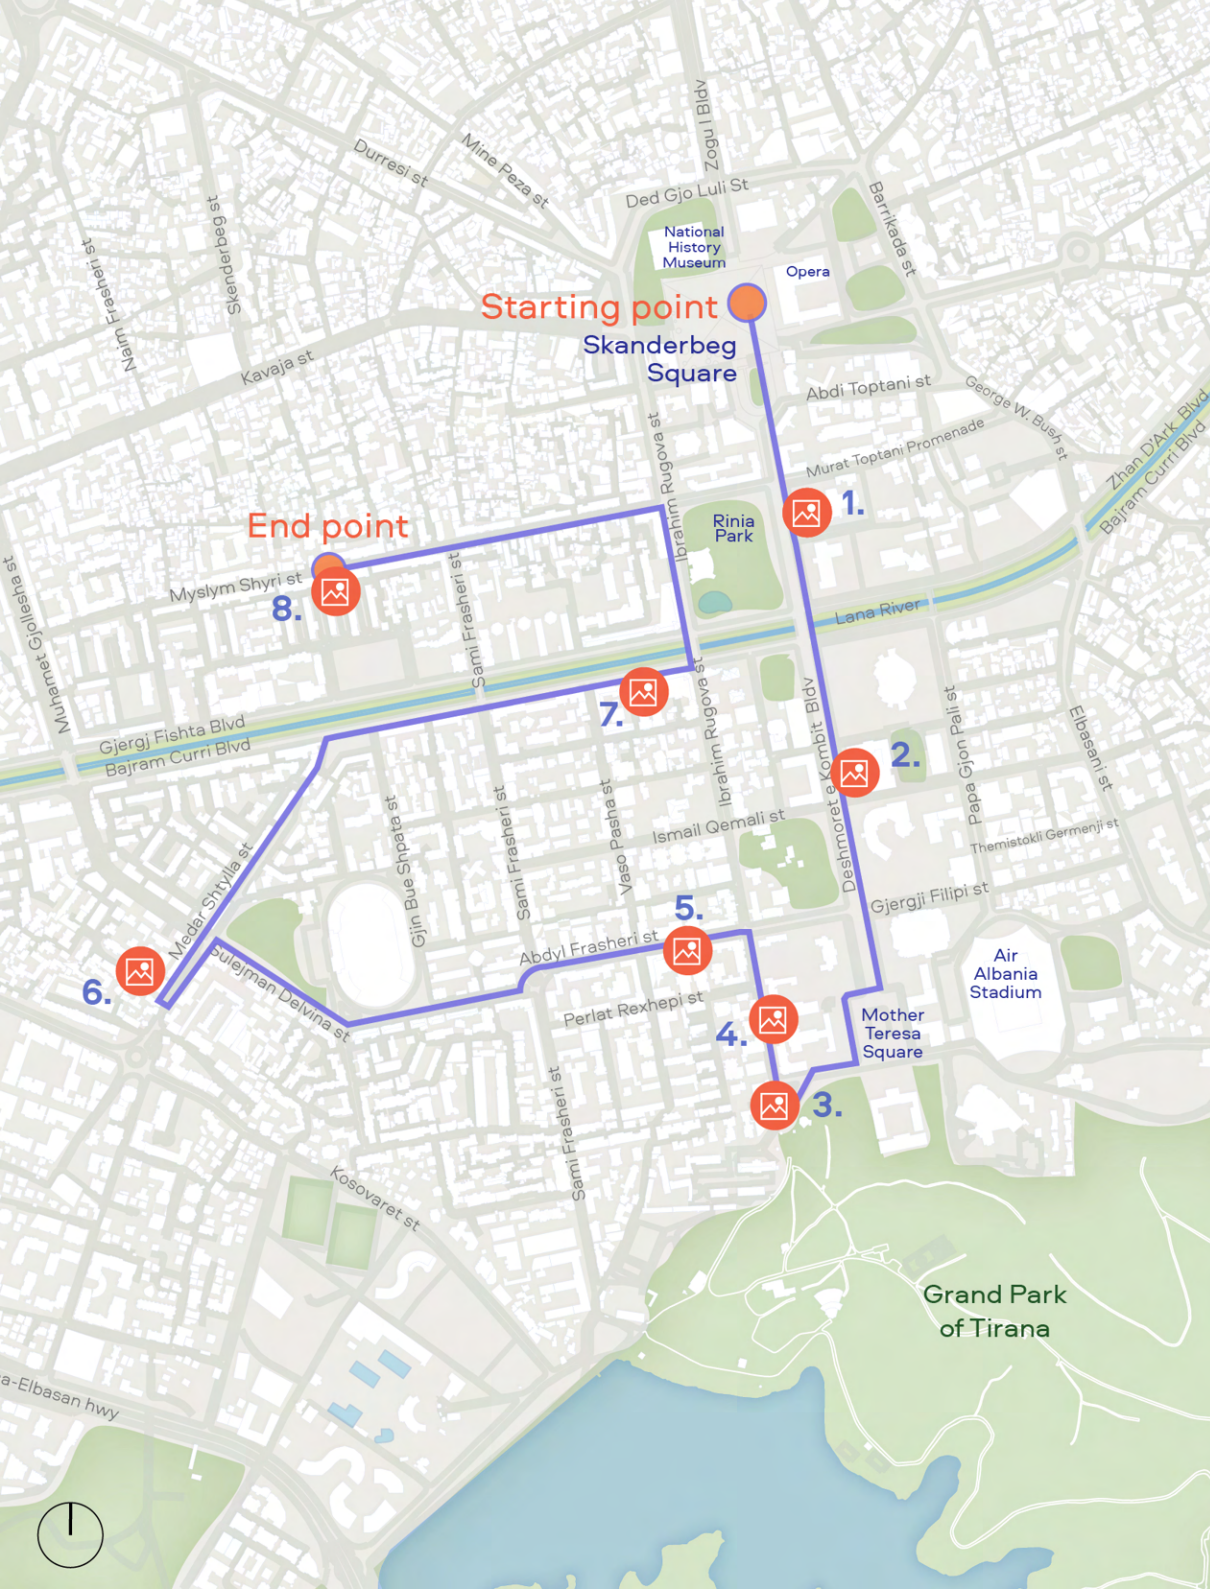 Zogu I Bldv
Mine Peza st
Durresi st
Ded Gjo Luli St
Barrikada st
Skenderbeg st
Naim Frasheri st
National
History
Museum
Opera
Starting point
Skanderbeg
Square
Kavaja st
Abdi Toptani st
George W. Bush st
Zhan D'Ark Blvd
Bajram Curri Blvd
Murat Toptani Promenade
Ibrahim Rugova st
1.
Rinia
Park
End point
Myslym Shyri st
8.
Sami Frasheri st
Muhamet Gjollesha st
Lana River
Gjergj Fishta Blvd
Bajram Curri Blvd
7.
Ibrahim Rugova st
Deshmoret e Kombit Bldv
2.
Papa Gjon Pali st
Elbasani st
Ismail Qemali st
Themistokli Germenji st
Vaso Pasha st
Sami Frasheri st
Gjin Bue Shpata st
Medar Shtylla st
Gjergji Filipi st
5.
Abdyl Frasheri st
Sulejman Delvina st
6.
Air
Albania
Stadium
Perlat Rexhepi st
4.
Mother
Teresa
Square
3.
Sami Frasheri st
Kosovaret st
Grand Park
of Tirana
a-Elbasan hwy